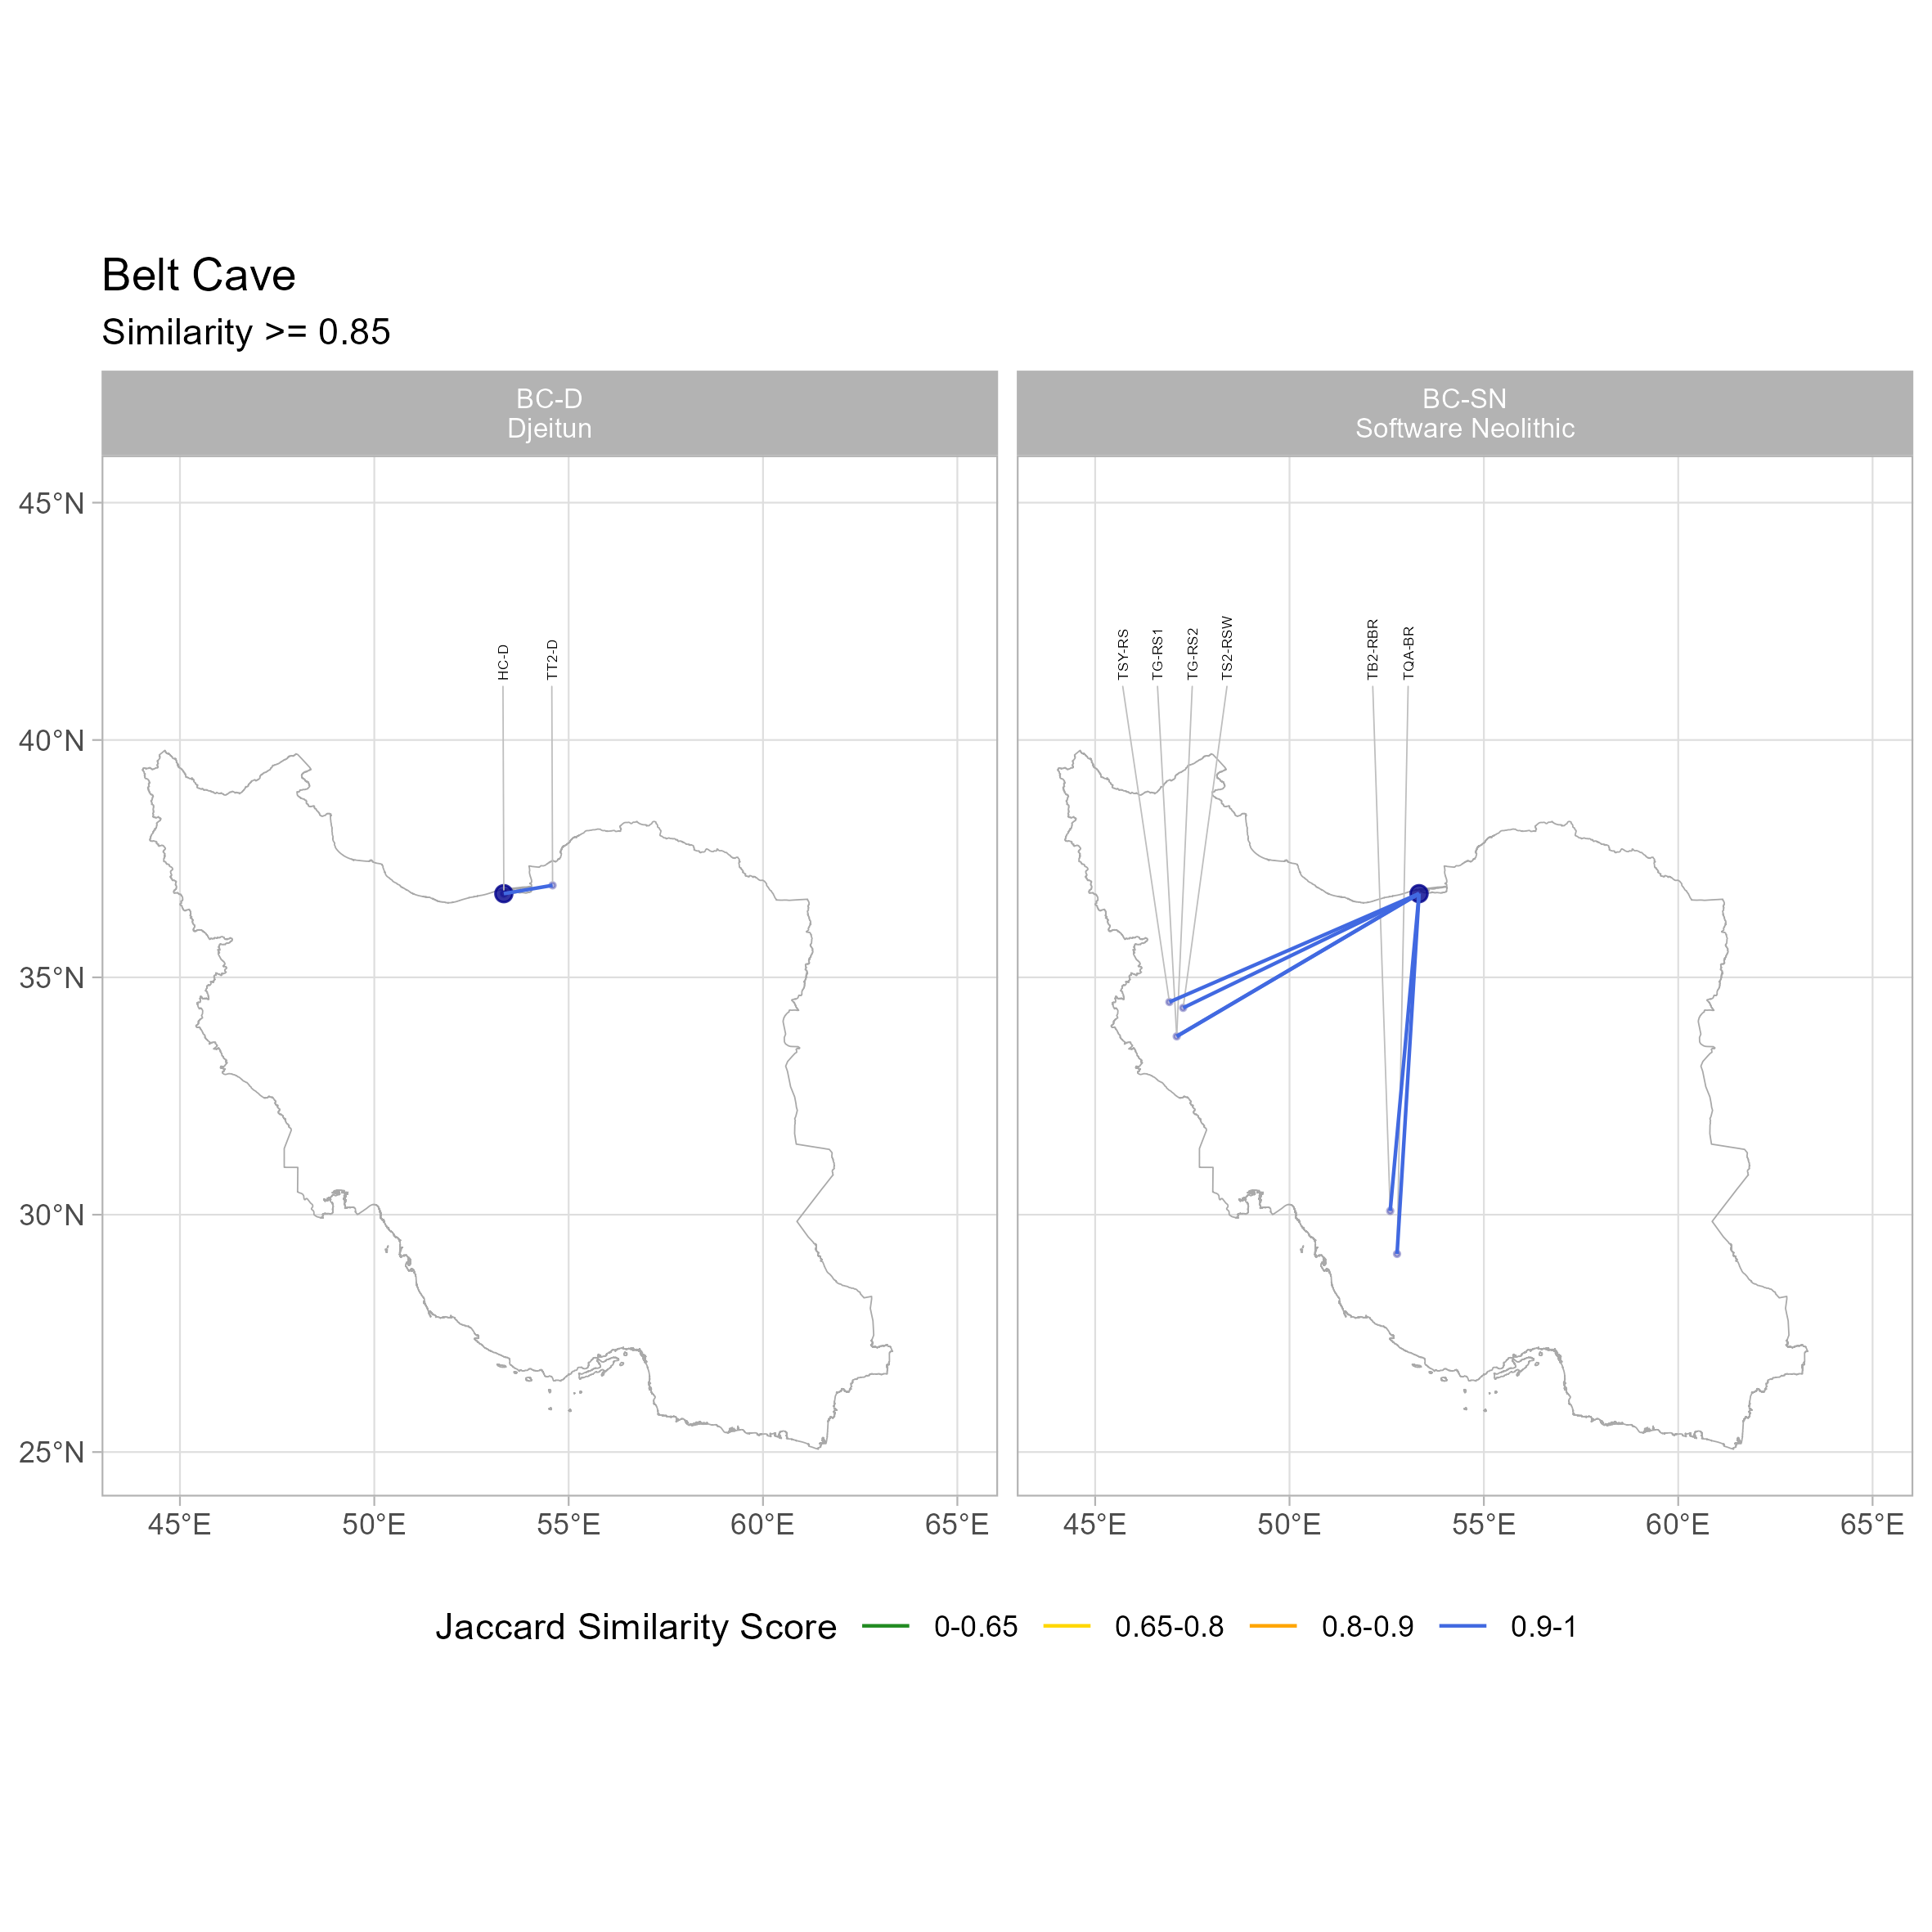 Belt Cave
Similarity >= 0.85
BC-D
Djeitun
BC-SN
Software Neolithic
HC-D
TT2-D
TSY-RS
TG-RS1
TG-RS2
TS2-RSW
TB2-RBR
TQA-BR
45°N
40°N
35°N
30°N
25°N
45°E 50°E 55°E 60°E 65°E
45°E 50°E 55°E 60°E 65°E
Jaccard Similarity Score 0-0.65 0.65-0.8 0.8-0.9 0.9-1